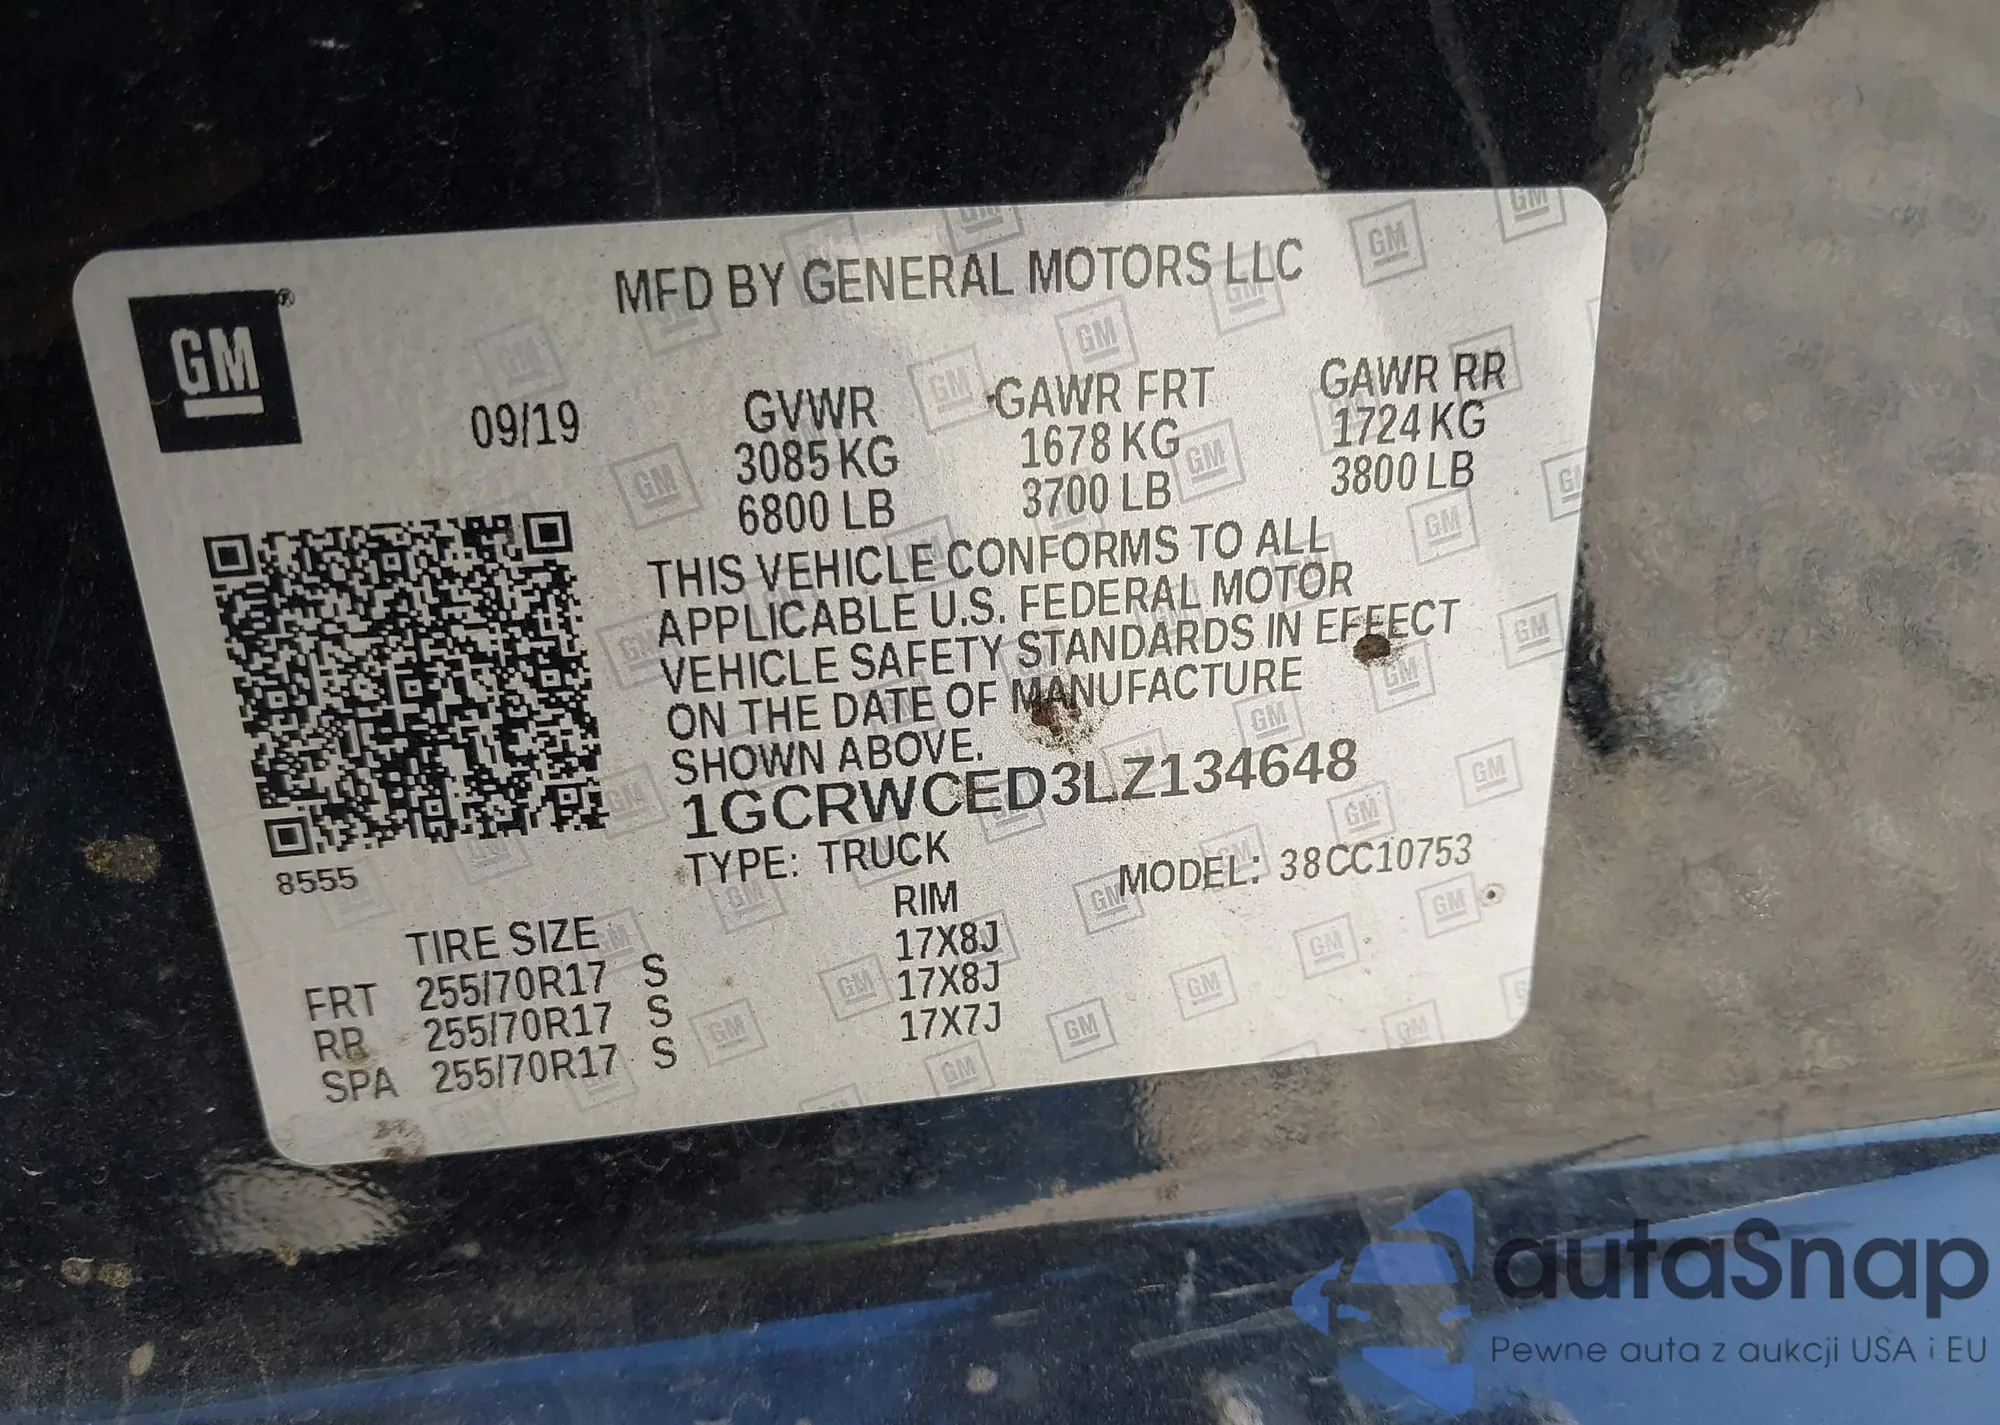 MFD BY GENERAL MOTORS LLC
GM®
09/19
GVWR GAWR FRT GAWR RR
3085 KG 1678 KG 1724 KG
6800 LB 3700 LB 3800 LB
THIS VEHICLE CONFORMS TO ALL
APPLICABLE U.S. FEDERAL MOTOR
VEHICLE SAFETY STANDARDS IN EFFECT
ON THE DATE OF MANUFACTURE
SHOWN ABOVE.
1GCRWCED3LZ134648
8555
TYPE: TRUCK MODEL: 38CC10753
TIRE SIZE RIM
FRT 255/70R17 S 17X8J
RR 255/70R17 S 17X8J
SPA 255/70R17 S 17X7J
autaSnap
Pewne auta z aukcji USA i EU